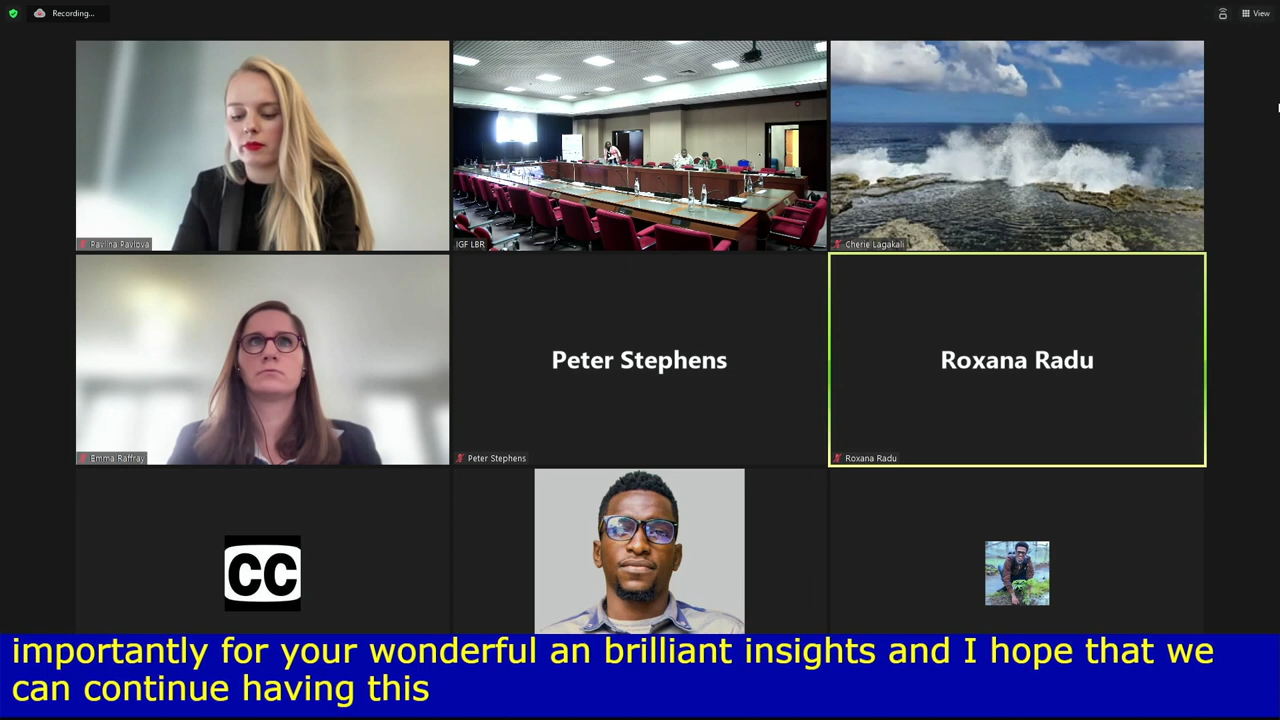 Recording...
View
Pavlina Pavlova
IGF LBR
Cherie Lagakali
Emma Raffray
Peter Stephens
Peter Stephens
Roxana Radu
Roxana Radu
CC
importantly for your wonderful an brilliant insights and I hope that we
can continue having this